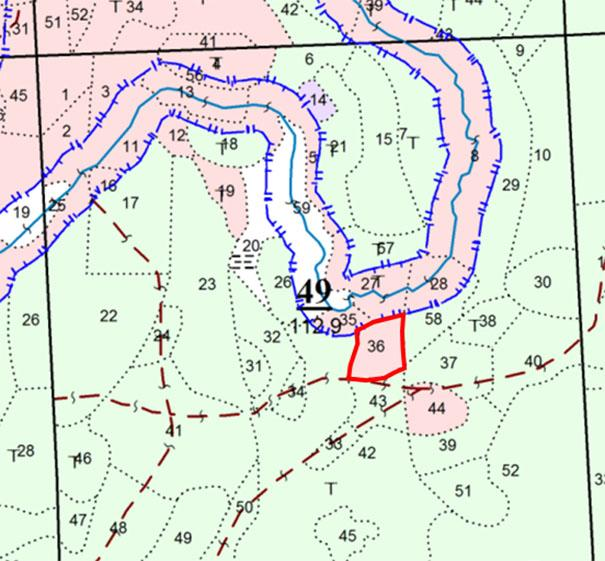 31 51 52 T 34 42 39 T 44
41 43 9
T 4 6
45 1 3 56
13 14
2 12 18 T 5 T 21 15 7 T
11 8 10
16 19 29
19 25 17 59
20 T 57
23 26 27 T 28 30
49
26 22 112.9 35 58 T 38
24 32 36
31 37 40
34 43 44
41
T 28 T 46 33 42 39
T 52
47 48 50 51
49 45